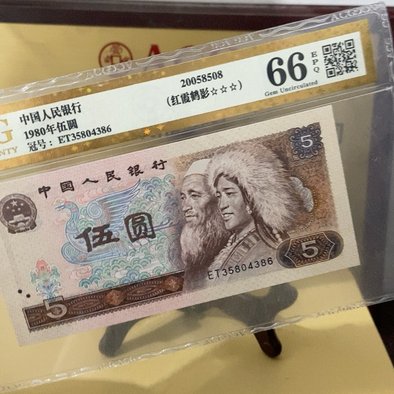 中国人民银行
1980年伍圆
冠号：ET35804386
20058508
(红霞鹤影☆☆☆)
66
EPQ
Gem Uncirculated
中国人民银行
伍圆
5
5
5
ET35804386